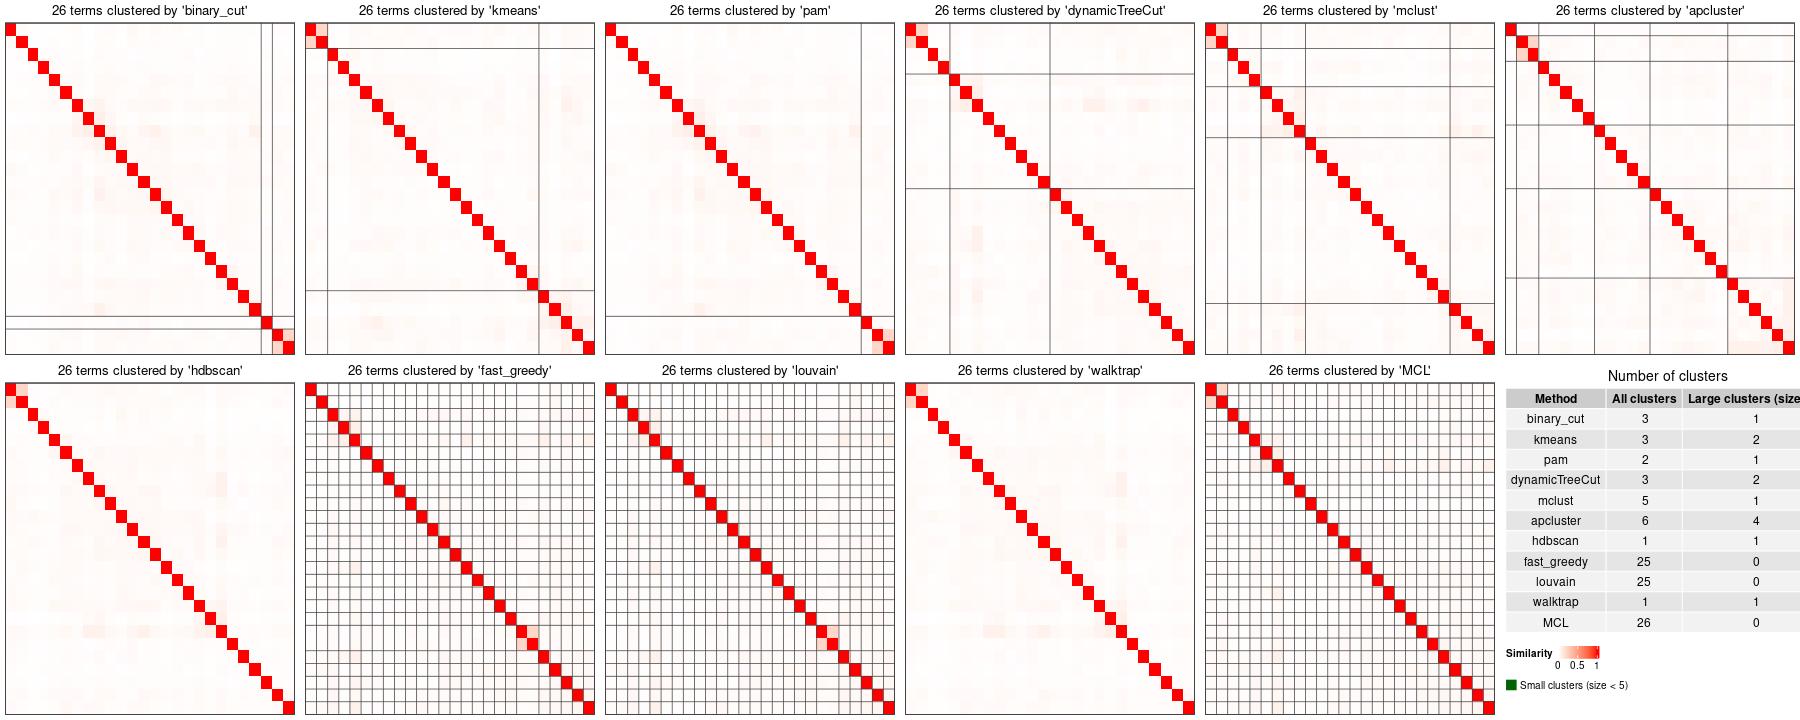 26 terms clustered by 'binary_cut'
26 terms clustered by 'kmeans'
26 terms clustered by 'pam'
26 terms clustered by 'dynamicTreeCut'
26 terms clustered by 'mclust'
26 terms clustered by 'apcluster'
26 terms clustered by 'hdbscan'
26 terms clustered by 'fast_greedy'
26 terms clustered by 'louvain'
26 terms clustered by 'walktrap'
26 terms clustered by 'MCL'
Number of clusters
Method All clusters Large clusters (size
binary_cut 3 1
kmeans 3 2
pam 2 1
dynamicTreeCut 3 2
mclust 5 1
apcluster 6 4
hdbscan 1 1
fast_greedy 25 0
louvain 25 0
walktrap 1 1
MCL 26 0
Similarity
0 0.5 1
Small clusters (size < 5)